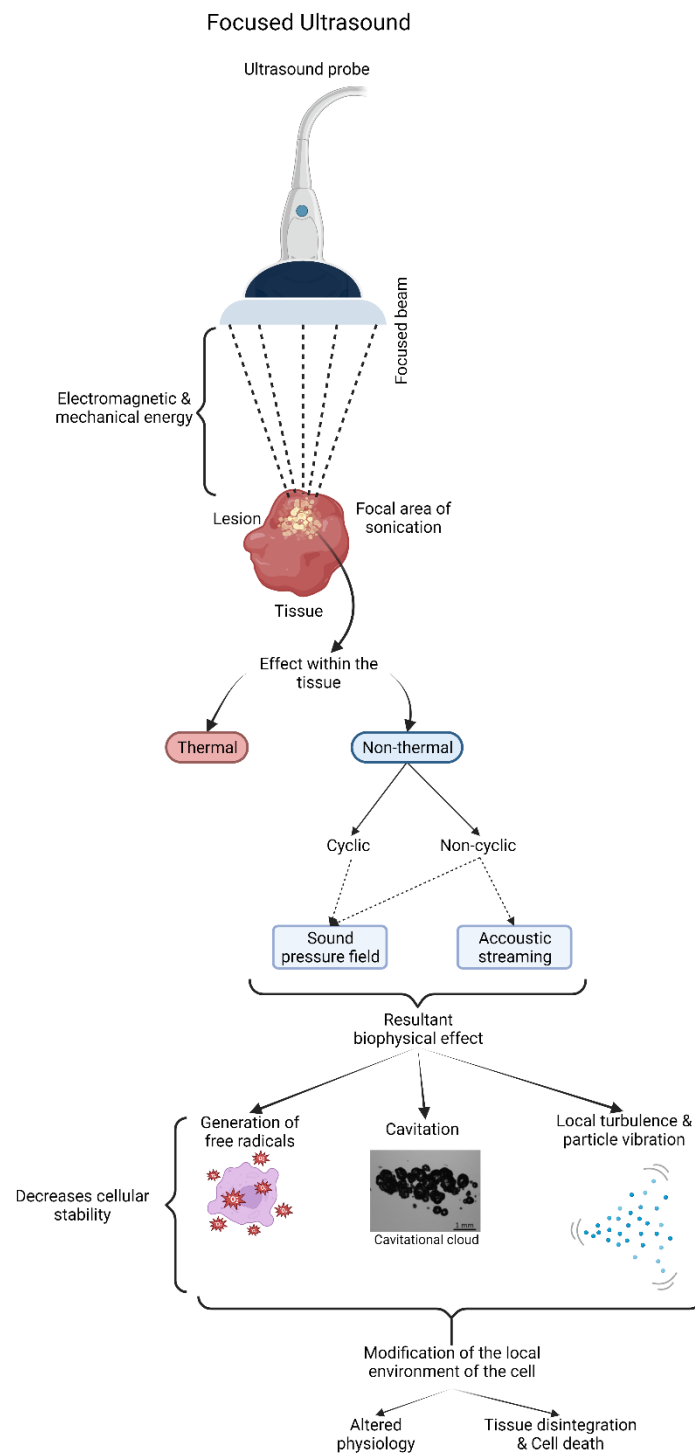 Focused Ultrasound
Ultrasound probe
Focused beam
Electromagnetic &
mechanical energy
Lesion
Focal area of
sonication
Tissue
Effect within the
tissue
Thermal
Non-thermal
Cyclic
Non-cyclic
Sound
pressure field
Accoustic
streaming
Resultant
biophysical effect
Generation of
free radicals
Cavitation
Local turbulence &
particle vibration
Decreases cellular
stability
1 mm
Cavitational cloud
Modification of the local
environment of the cell
Altered
physiology
Tissue disintegration
& Cell death